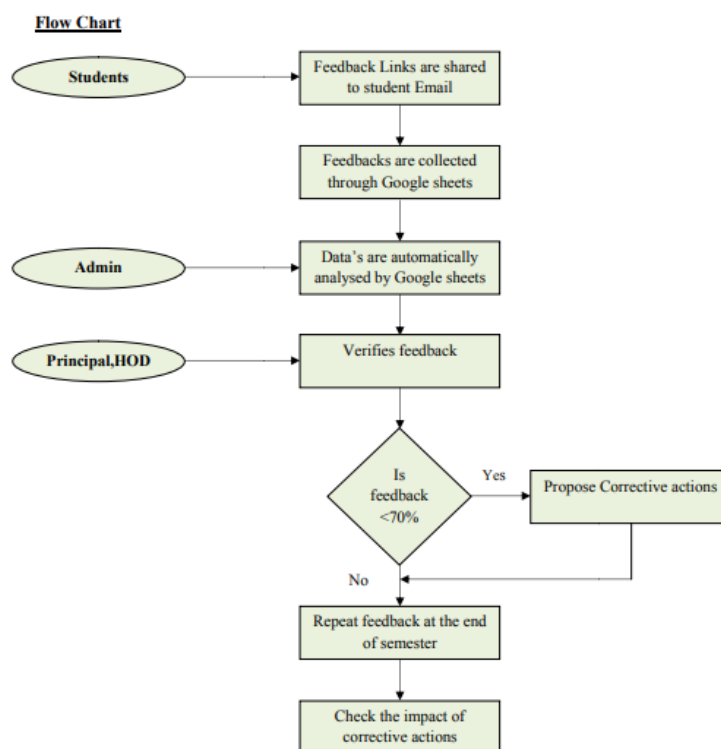 Flow Chart
Students
Feedback Links are shared
to student Email
Feedbacks are collected
through Google sheets
Admin
Data’s are automatically
analysed by Google sheets
Principal,HOD
Verifies feedback
Is
feedback
<70%
Yes
Propose Corrective actions
No
Repeat feedback at the end
of semester
Check the impact of
corrective actions